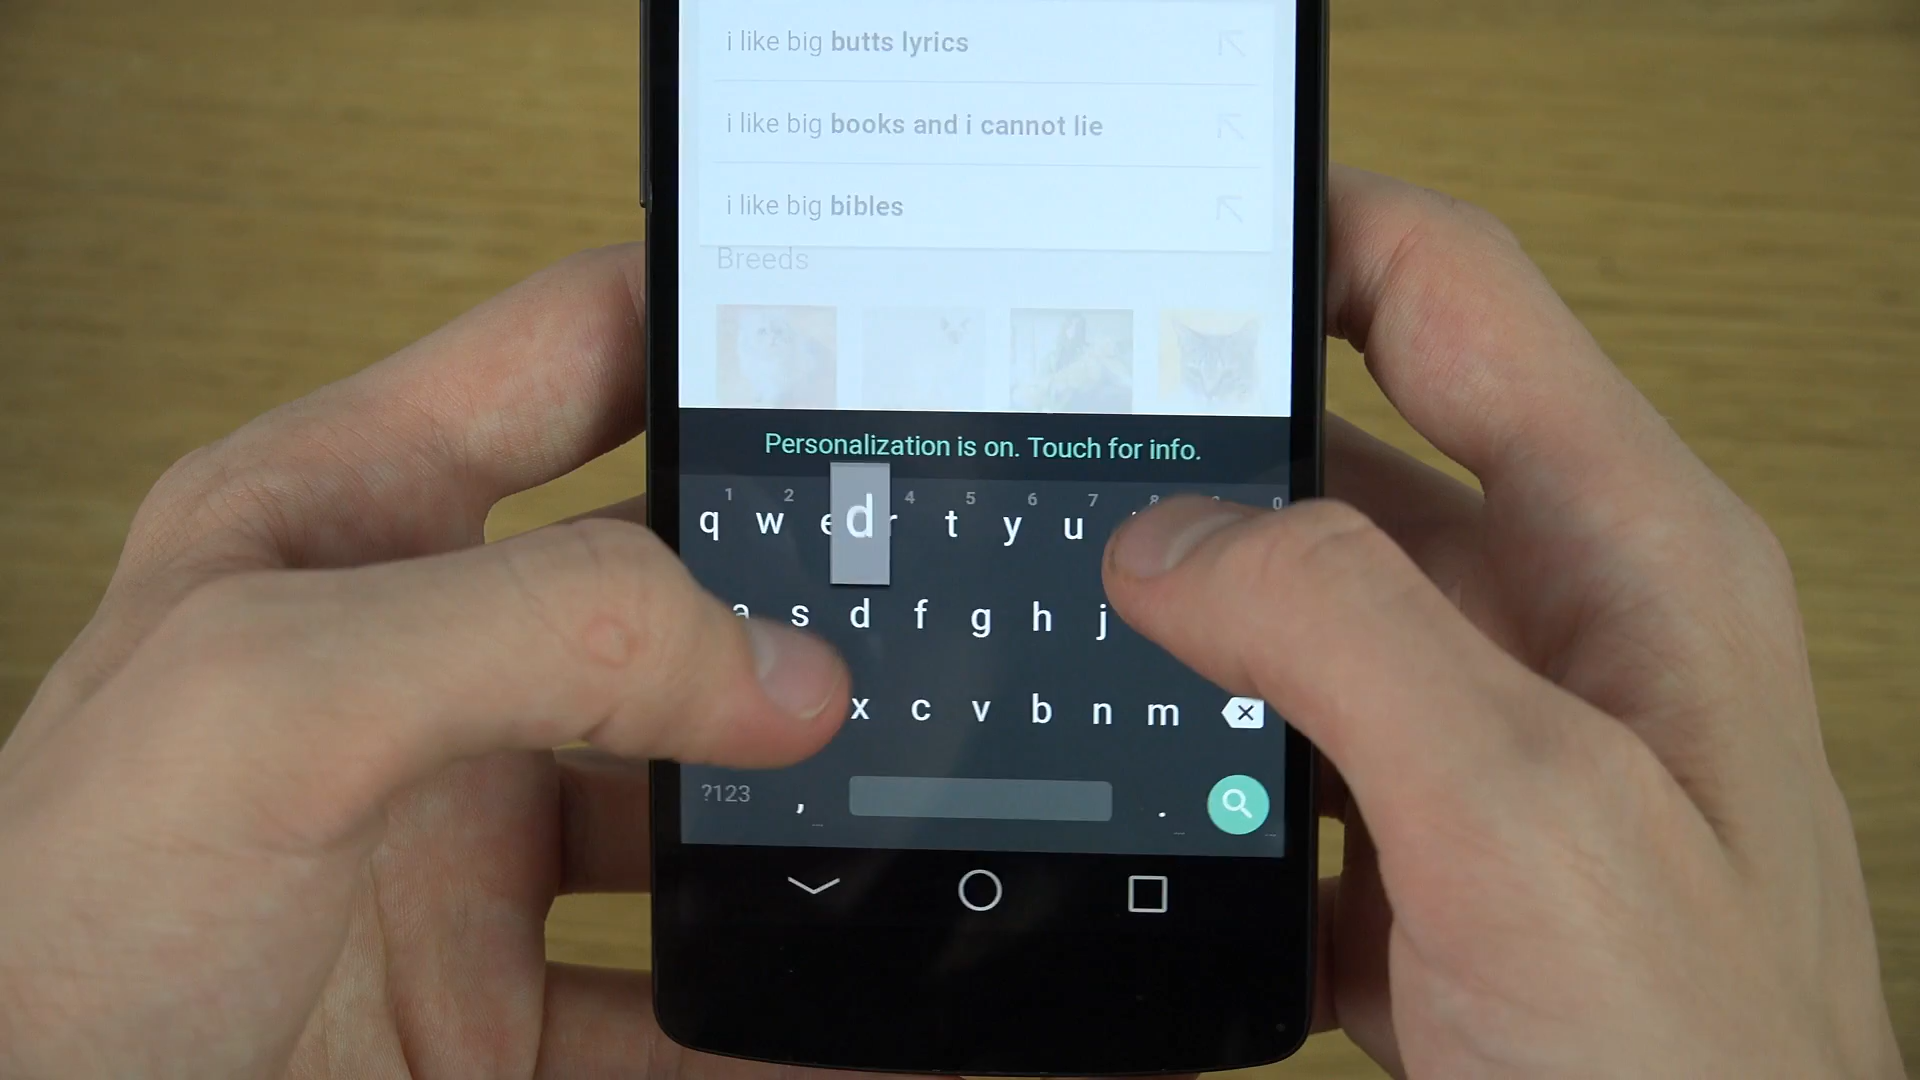 i like big butts lyrics
i like big books and i cannot lie
i like big bibles
Breeds
Personalization is on. Touch for info.
1 2 4 5 6 7 8 0
q w e d r t y u
a s d f g h j
x c v b n m
?123 , .